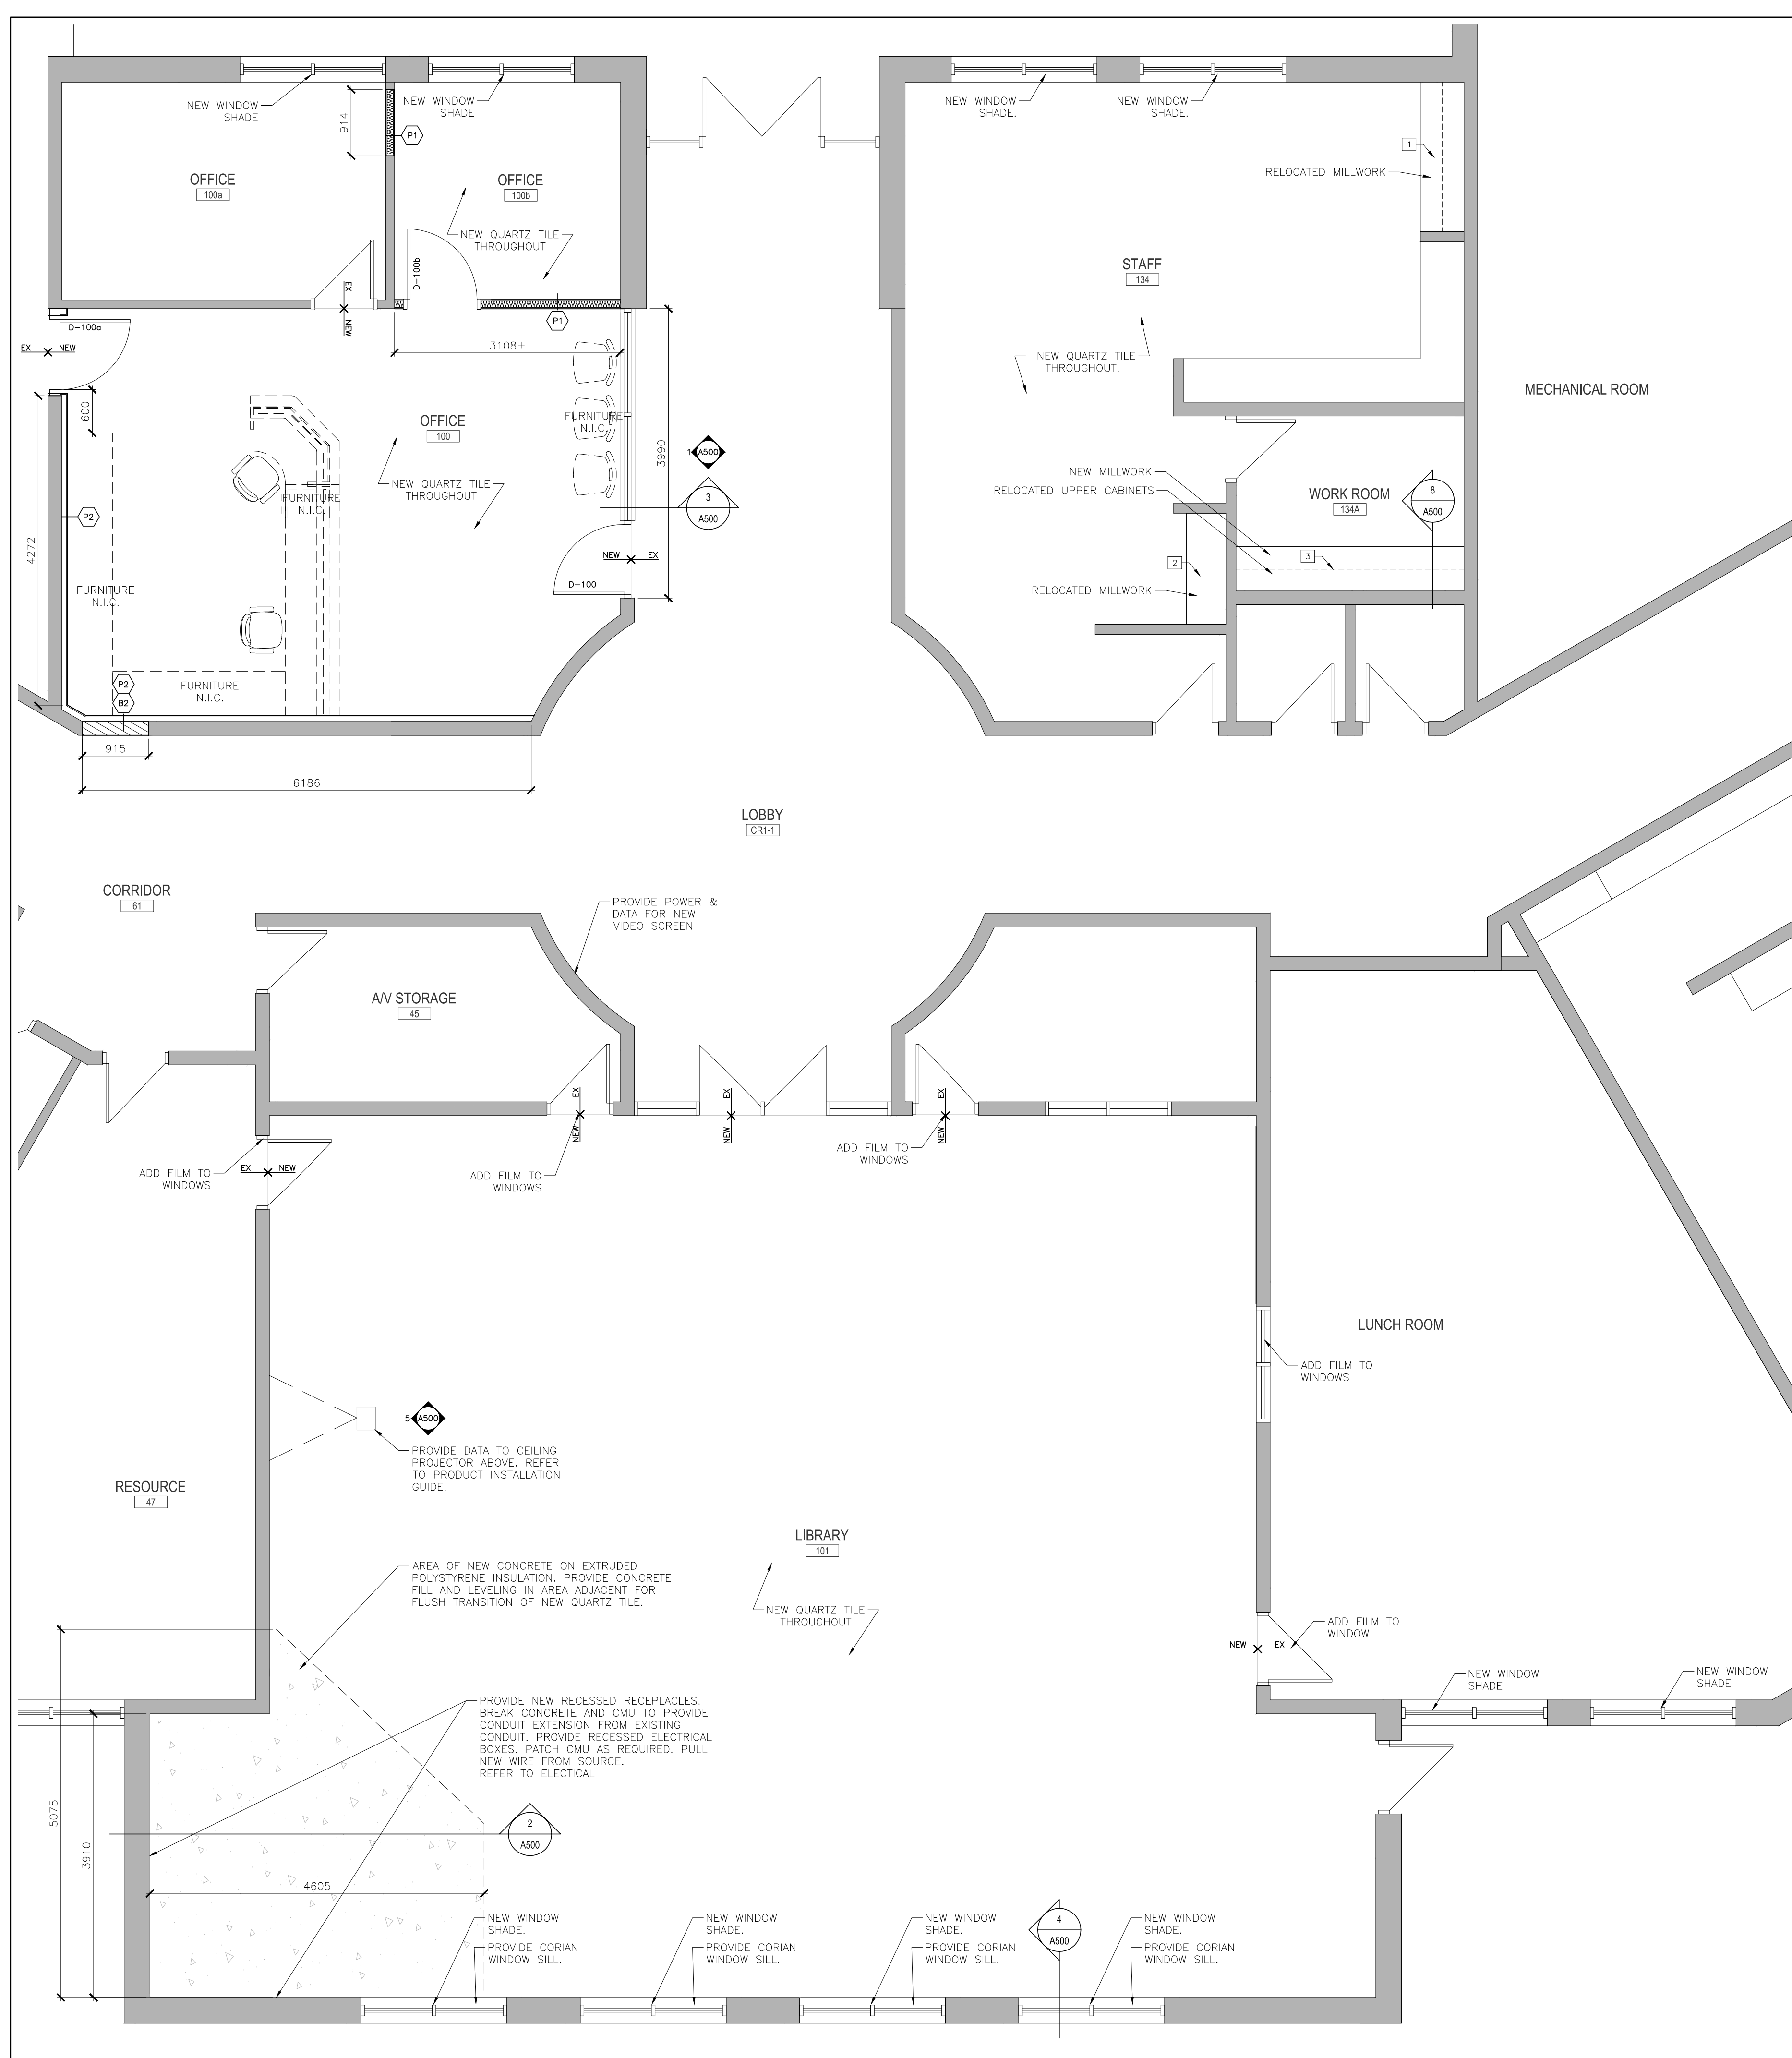 NEW WINDOW
SHADE
914
P1
NEW WINDOW
SHADE
OFFICE
100a
OFFICE
100b
NEW QUARTZ TILE
THROUGHOUT
D-100b
EX
NEW
P1
3108±
D-100a
EX
NEW
600
4272
P2
OFFICE
100
NEW QUARTZ TILE
THROUGHOUT
FURNITURE
N.I.C.
FURNITURE
N.I.C.
FURNITURE
N.I.C.
FURNITURE
N.I.C.
P2
B2
915
6186
3990
1
A500
3
A500
NEW
EX
D-100
NEW WINDOW
SHADE.
NEW WINDOW
SHADE.
1
RELOCATED MILLWORK
STAFF
134
NEW QUARTZ TILE
THROUGHOUT.
MECHANICAL ROOM
NEW MILLWORK
RELOCATED UPPER CABINETS
WORK ROOM
134A
8
A500
3
2
RELOCATED MILLWORK
LOBBY
CR1-1
CORRIDOR
61
PROVIDE POWER &
DATA FOR NEW
VIDEO SCREEN
A/V STORAGE
45
EX
NEW
EX
NEW
EX
NEW
ADD FILM TO
WINDOWS
EX
NEW
ADD FILM TO
WINDOWS
ADD FILM TO
WINDOWS
LUNCH ROOM
ADD FILM TO
WINDOWS
5
A500
PROVIDE DATA TO CEILING
PROJECTOR ABOVE. REFER
TO PRODUCT INSTALLATION
GUIDE.
RESOURCE
47
LIBRARY
101
NEW QUARTZ TILE
THROUGHOUT
AREA OF NEW CONCRETE ON EXTRUDED
POLYSTYRENE INSULATION. PROVIDE CONCRETE
FILL AND LEVELING IN AREA ADJACENT FOR
FLUSH TRANSITION OF NEW QUARTZ TILE.
ADD FILM TO
WINDOW
NEW
EX
NEW WINDOW
SHADE
NEW WINDOW
SHADE
PROVIDE NEW RECESSED RECEPLACLES.
BREAK CONCRETE AND CMU TO PROVIDE
CONDUIT EXTENSION FROM EXISTING
CONDUIT. PROVIDE RECESSED ELECTRICAL
BOXES. PATCH CMU AS REQUIRED. PULL
NEW WIRE FROM SOURCE.
REFER TO ELECTICAL
5075
3910
2
A500
4605
NEW WINDOW
SHADE.
PROVIDE CORIAN
WINDOW SILL.
NEW WINDOW
SHADE.
PROVIDE CORIAN
WINDOW SILL.
NEW WINDOW
SHADE.
PROVIDE CORIAN
WINDOW SILL.
4
A500
NEW WINDOW
SHADE.
PROVIDE CORIAN
WINDOW SILL.